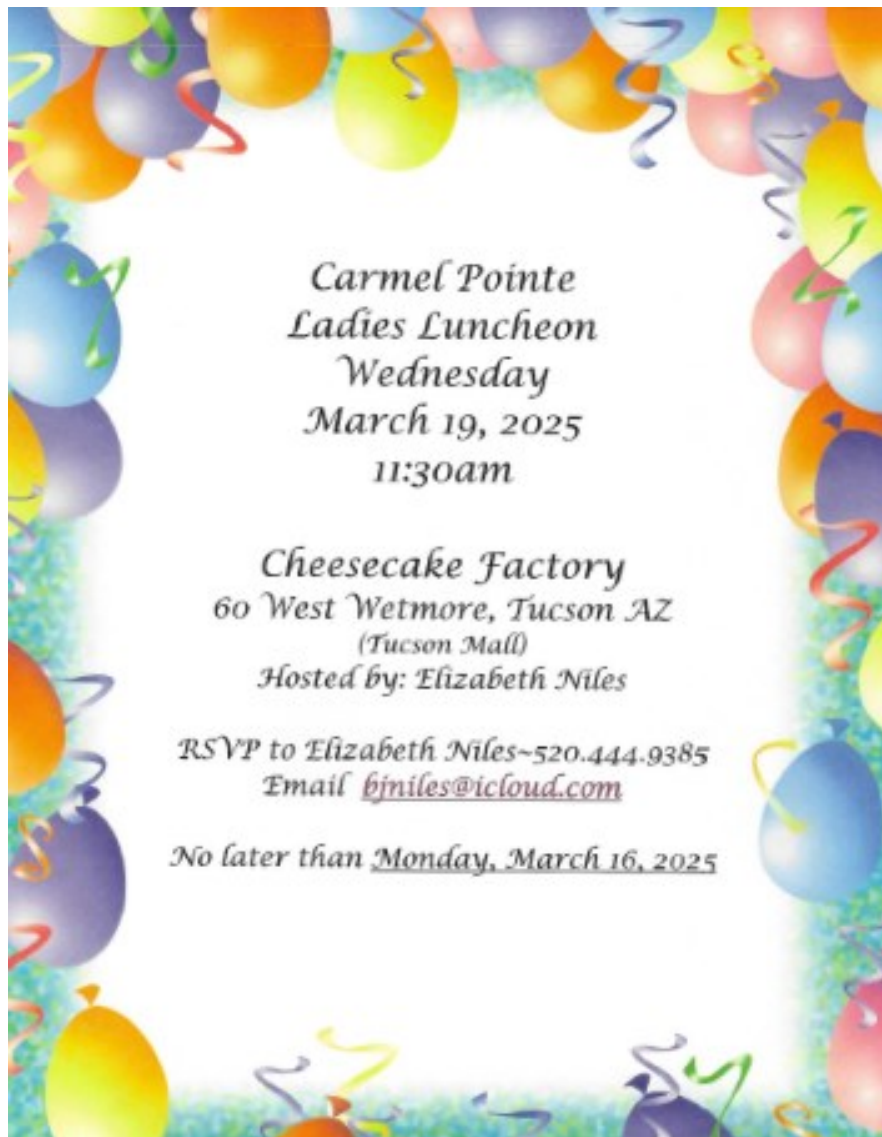 Carmel Pointe
Ladies Luncheon
Wednesday
March 19, 2025
11:30am
Cheesecake Factory
60 West Wetmore, Tucson AZ
(Tucson Mall)
Hosted by: Elizabeth Niles
RSVP to Elizabeth Niles~520.444.9385
Email bjniles@icloud.com
No later than Monday, March 16, 2025